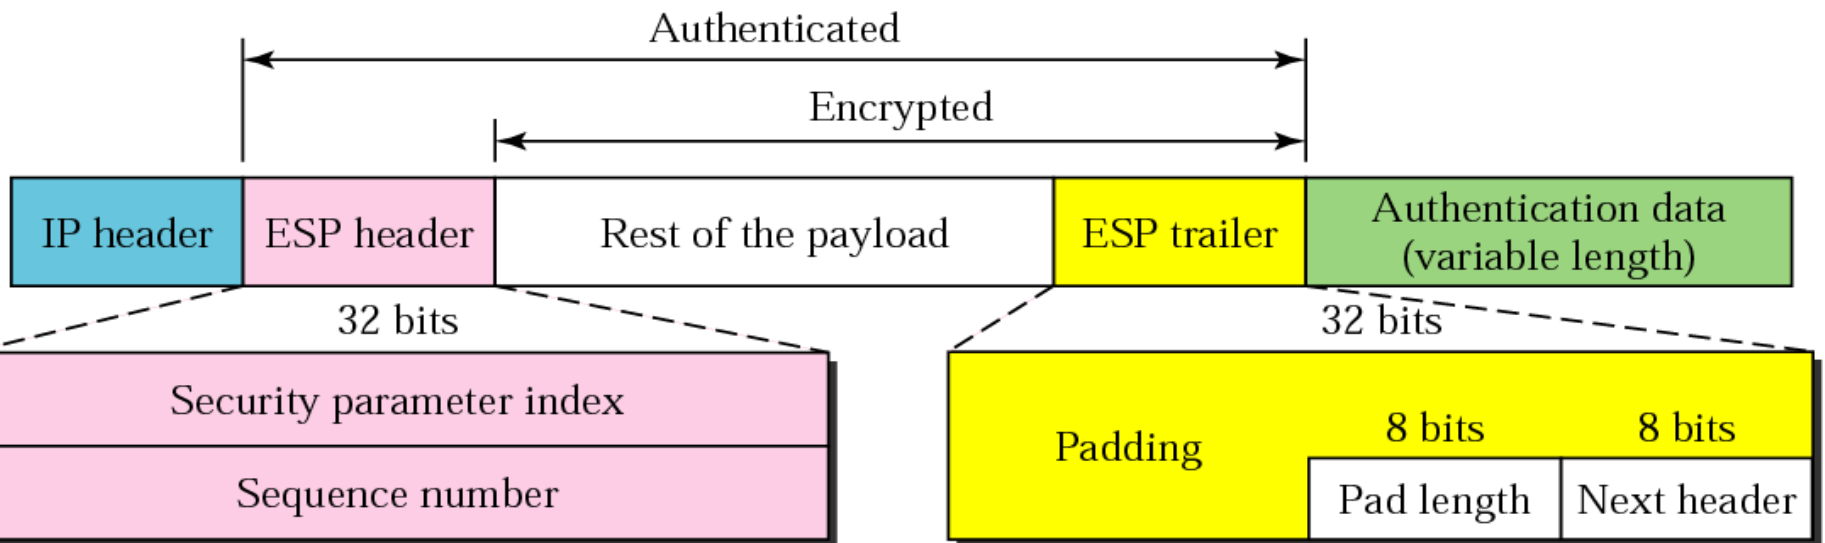 Authenticated
Encrypted
IP header
ESP header
Rest of the payload
ESP trailer
Authentication data
(variable length)
32 bits
32 bits
Security parameter index
Sequence number
Padding
8 bits
8 bits
Pad length
Next header